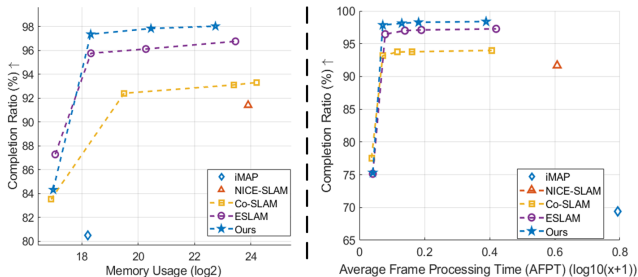 Completion Ratio (%) ↑
98
96
94
92
90
88
86
84
82
80
18
20
22
24
26
Memory Usage (log2)
iMAP
NICE-SLAM
Co-SLAM
ESLAM
Ours
Completion Ratio (%) ↑
100
95
90
85
80
75
70
65
0
0.2
0.4
0.6
0.8
Average Frame Processing Time (AFPT) (log10(x+1))
iMAP
NICE-SLAM
Co-SLAM
ESLAM
Ours